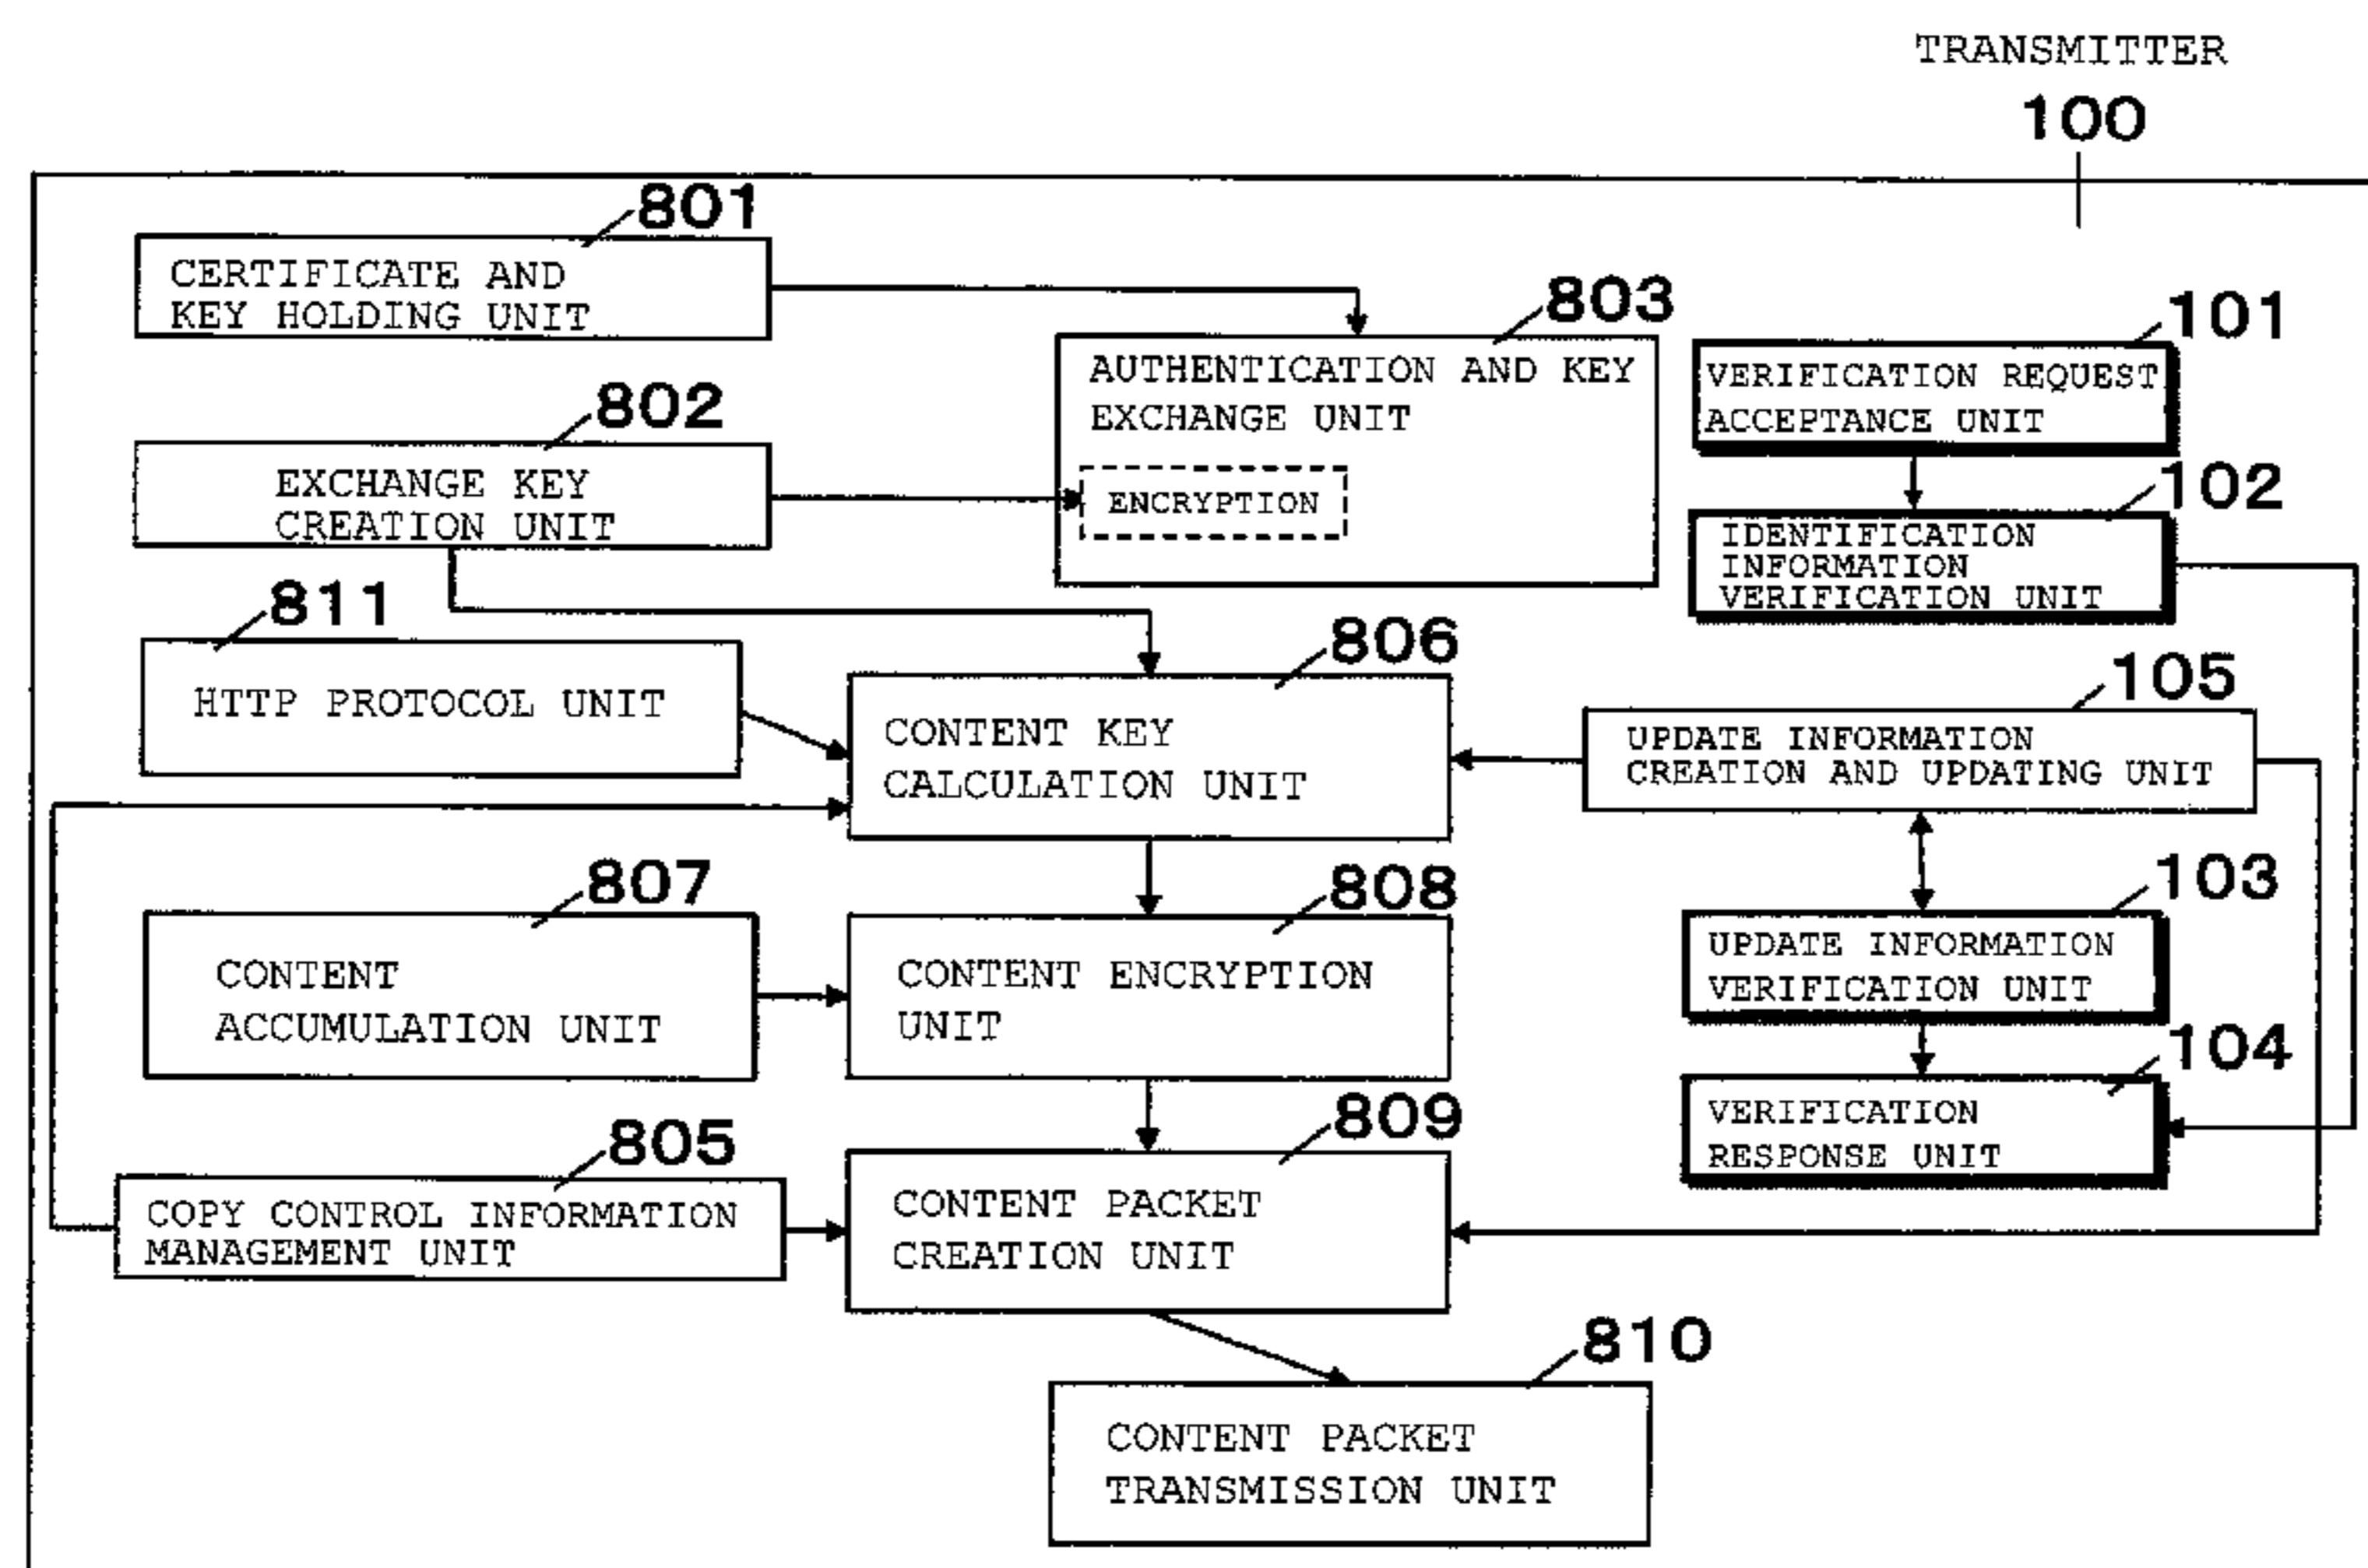 TRANSMITTER
100
801
CERTIFICATE AND
KEY HOLDING UNIT
803
AUTHENTICATION AND KEY
EXCHANGE UNIT
ENCRYPTION
101
VERIFICATION REQUEST
ACCEPTANCE UNIT
802
EXCHANGE KEY
CREATION UNIT
102
IDENTIFICATION
INFORMATION
VERIFICATION UNIT
811
HTTP PROTOCOL UNIT
806
CONTENT KEY
CALCULATION UNIT
105
UPDATE INFORMATION
CREATION AND UPDATING UNIT
807
CONTENT
ACCUMULATION UNIT
808
CONTENT ENCRYPTION
UNIT
103
UPDATE INFORMATION
VERIFICATION UNIT
104
VERIFICATION
RESPONSE UNIT
805
COPY CONTROL INFORMATION
MANAGEMENT UNIT
809
CONTENT PACKET
CREATION UNIT
810
CONTENT PACKET
TRANSMISSION UNIT